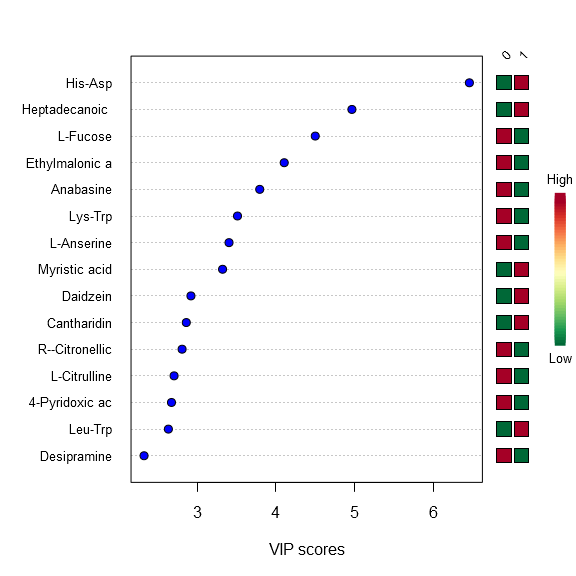 0 1
His-Asp
Heptadecanoic
L-Fucose
Ethylmalonic a
Anabasine
Lys-Trp
L-Anserine
Myristic acid
Daidzein
Cantharidin
R--Citronellic
L-Citrulline
4-Pyridoxic ac
Leu-Trp
Desipramine
High
Low
3 4 5 6
VIP scores